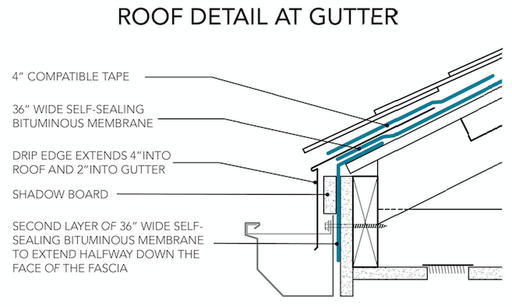 ROOF DETAIL AT GUTTER
4” COMPATIBLE TAPE
36” WIDE SELF-SEALING
BITUMINOUS MEMBRANE
DRIP EDGE EXTENDS 4”INTO
ROOF AND 2”INTO GUTTER
SHADOW BOARD
SECOND LAYER OF 36” WIDE SELF-
SEALING BITUMINOUS MEMBRANE
TO EXTEND HALFWAY DOWN THE
FACE OF THE FASCIA